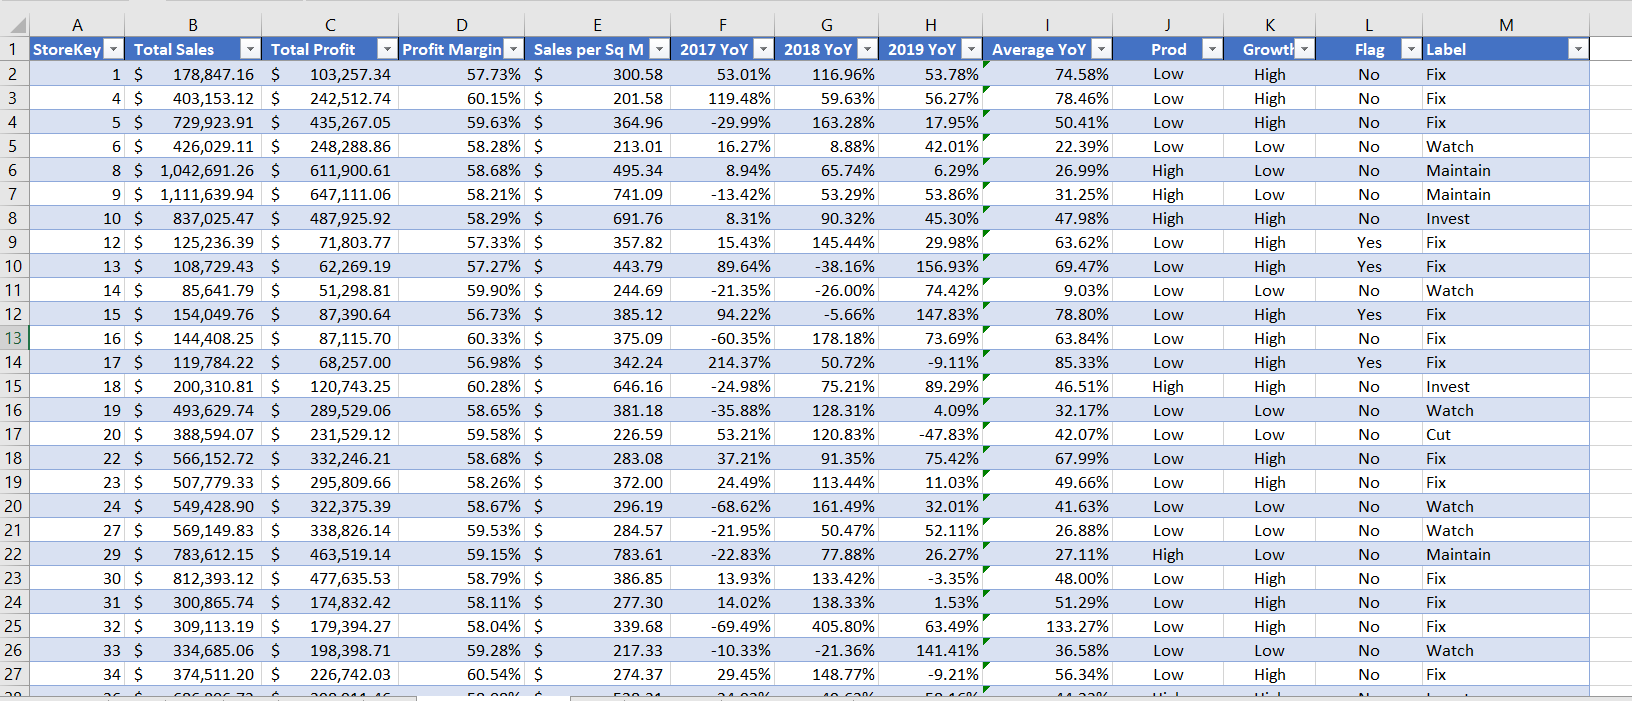 A B C D E F G H I J K L M
1 StoreKey Total Sales Total Profit Profit Margin Sales per Sq M 2017 YoY 2018 YoY 2019 YoY Average YoY Prod Growth Flag Label
2 1 $ 178,847.16 $ 103,257.34 57.73% $ 300.58 53.01% 116.96% 53.78% 74.58% Low High No Fix
3 4 $ 403,153.12 $ 242,512.74 60.15% $ 201.58 119.48% 59.63% 56.27% 78.46% Low High No Fix
4 5 $ 729,923.91 $ 435,267.05 59.63% $ 364.96 -29.99% 163.28% 17.95% 50.41% Low High No Fix
5 6 $ 426,029.11 $ 248,288.86 58.28% $ 213.01 16.27% 8.88% 42.01% 22.39% Low Low No Watch
6 8 $ 1,042,691.26 $ 611,900.61 58.68% $ 495.34 8.94% 65.74% 6.29% 26.99% High Low No Maintain
7 9 $ 1,111,639.94 $ 647,111.06 58.21% $ 741.09 -13.42% 53.29% 53.86% 31.25% High Low No Maintain
8 10 $ 837,025.47 $ 487,925.92 58.29% $ 691.76 8.31% 90.32% 45.30% 47.98% High High No Invest
9 12 $ 125,236.39 $ 71,803.77 57.33% $ 357.82 15.43% 145.44% 29.98% 63.62% Low High Yes Fix
10 13 $ 108,729.43 $ 62,269.19 57.27% $ 443.79 89.64% -38.16% 156.93% 69.47% Low High Yes Fix
11 14 $ 85,641.79 $ 51,298.81 59.90% $ 244.69 -21.35% -26.00% 74.42% 9.03% Low Low No Watch
12 15 $ 154,049.76 $ 87,390.64 56.73% $ 385.12 94.22% -5.66% 147.83% 78.80% Low High Yes Fix
13 16 $ 144,408.25 $ 87,115.70 60.33% $ 375.09 -60.35% 178.18% 73.69% 63.84% Low High No Fix
14 17 $ 119,784.22 $ 68,257.00 56.98% $ 342.24 214.37% 50.72% -9.11% 85.33% Low High Yes Fix
15 18 $ 200,310.81 $ 120,743.25 60.28% $ 646.16 -24.98% 75.21% 89.29% 46.51% High High No Invest
16 19 $ 493,629.74 $ 289,529.06 58.65% $ 381.18 -35.88% 128.31% 4.09% 32.17% Low Low No Watch
17 20 $ 388,594.07 $ 231,529.12 59.58% $ 226.59 53.21% 120.83% -47.83% 42.07% Low Low No Cut
18 22 $ 566,152.72 $ 332,246.21 58.68% $ 283.08 37.21% 91.35% 75.42% 67.99% Low High No Fix
19 23 $ 507,779.33 $ 295,809.66 58.26% $ 372.00 24.49% 113.44% 11.03% 49.66% Low High No Fix
20 24 $ 549,428.90 $ 322,375.39 58.67% $ 296.19 -68.62% 161.49% 32.01% 41.63% Low Low No Watch
21 27 $ 569,149.83 $ 338,826.14 59.53% $ 284.57 -21.95% 50.47% 52.11% 26.88% Low Low No Watch
22 29 $ 783,612.15 $ 463,519.14 59.15% $ 783.61 -22.83% 77.88% 26.27% 27.11% High Low No Maintain
23 30 $ 812,393.12 $ 477,635.53 58.79% $ 386.85 13.93% 133.42% -3.35% 48.00% Low High No Fix
24 31 $ 300,865.74 $ 174,832.42 58.11% $ 277.30 14.02% 138.33% 1.53% 51.29% Low High No Fix
25 32 $ 309,113.19 $ 179,394.27 58.04% $ 339.68 -69.49% 405.80% 63.49% 133.27% Low High No Fix
26 33 $ 334,685.06 $ 198,398.71 59.28% $ 217.33 -10.33% -21.36% 141.41% 36.58% Low Low No Watch
27 34 $ 374,511.20 $ 226,742.03 60.54% $ 274.37 29.45% 148.77% -9.21% 56.34% Low High No Fix